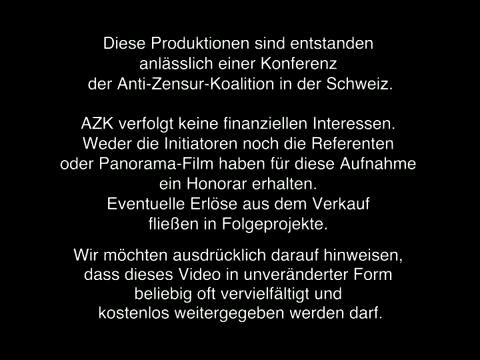 Diese Produktionen sind entstanden
anlässlich einer Konferenz
der Anti-Zensur-Koalition in der Schweiz.
AZK verfolgt keine finanziellen Interessen.
Weder die Initiatoren noch die Referenten
oder Panorama-Film haben für diese Aufnahme
ein Honorar erhalten.
Eventuelle Erlöse aus dem Verkauf
fließen in Folgeprojekte.
Wir möchten ausdrücklich darauf hinweisen,
dass dieses Video in unveränderter Form
beliebig oft vervielfältigt und
kostenlos weitergegeben werden darf.